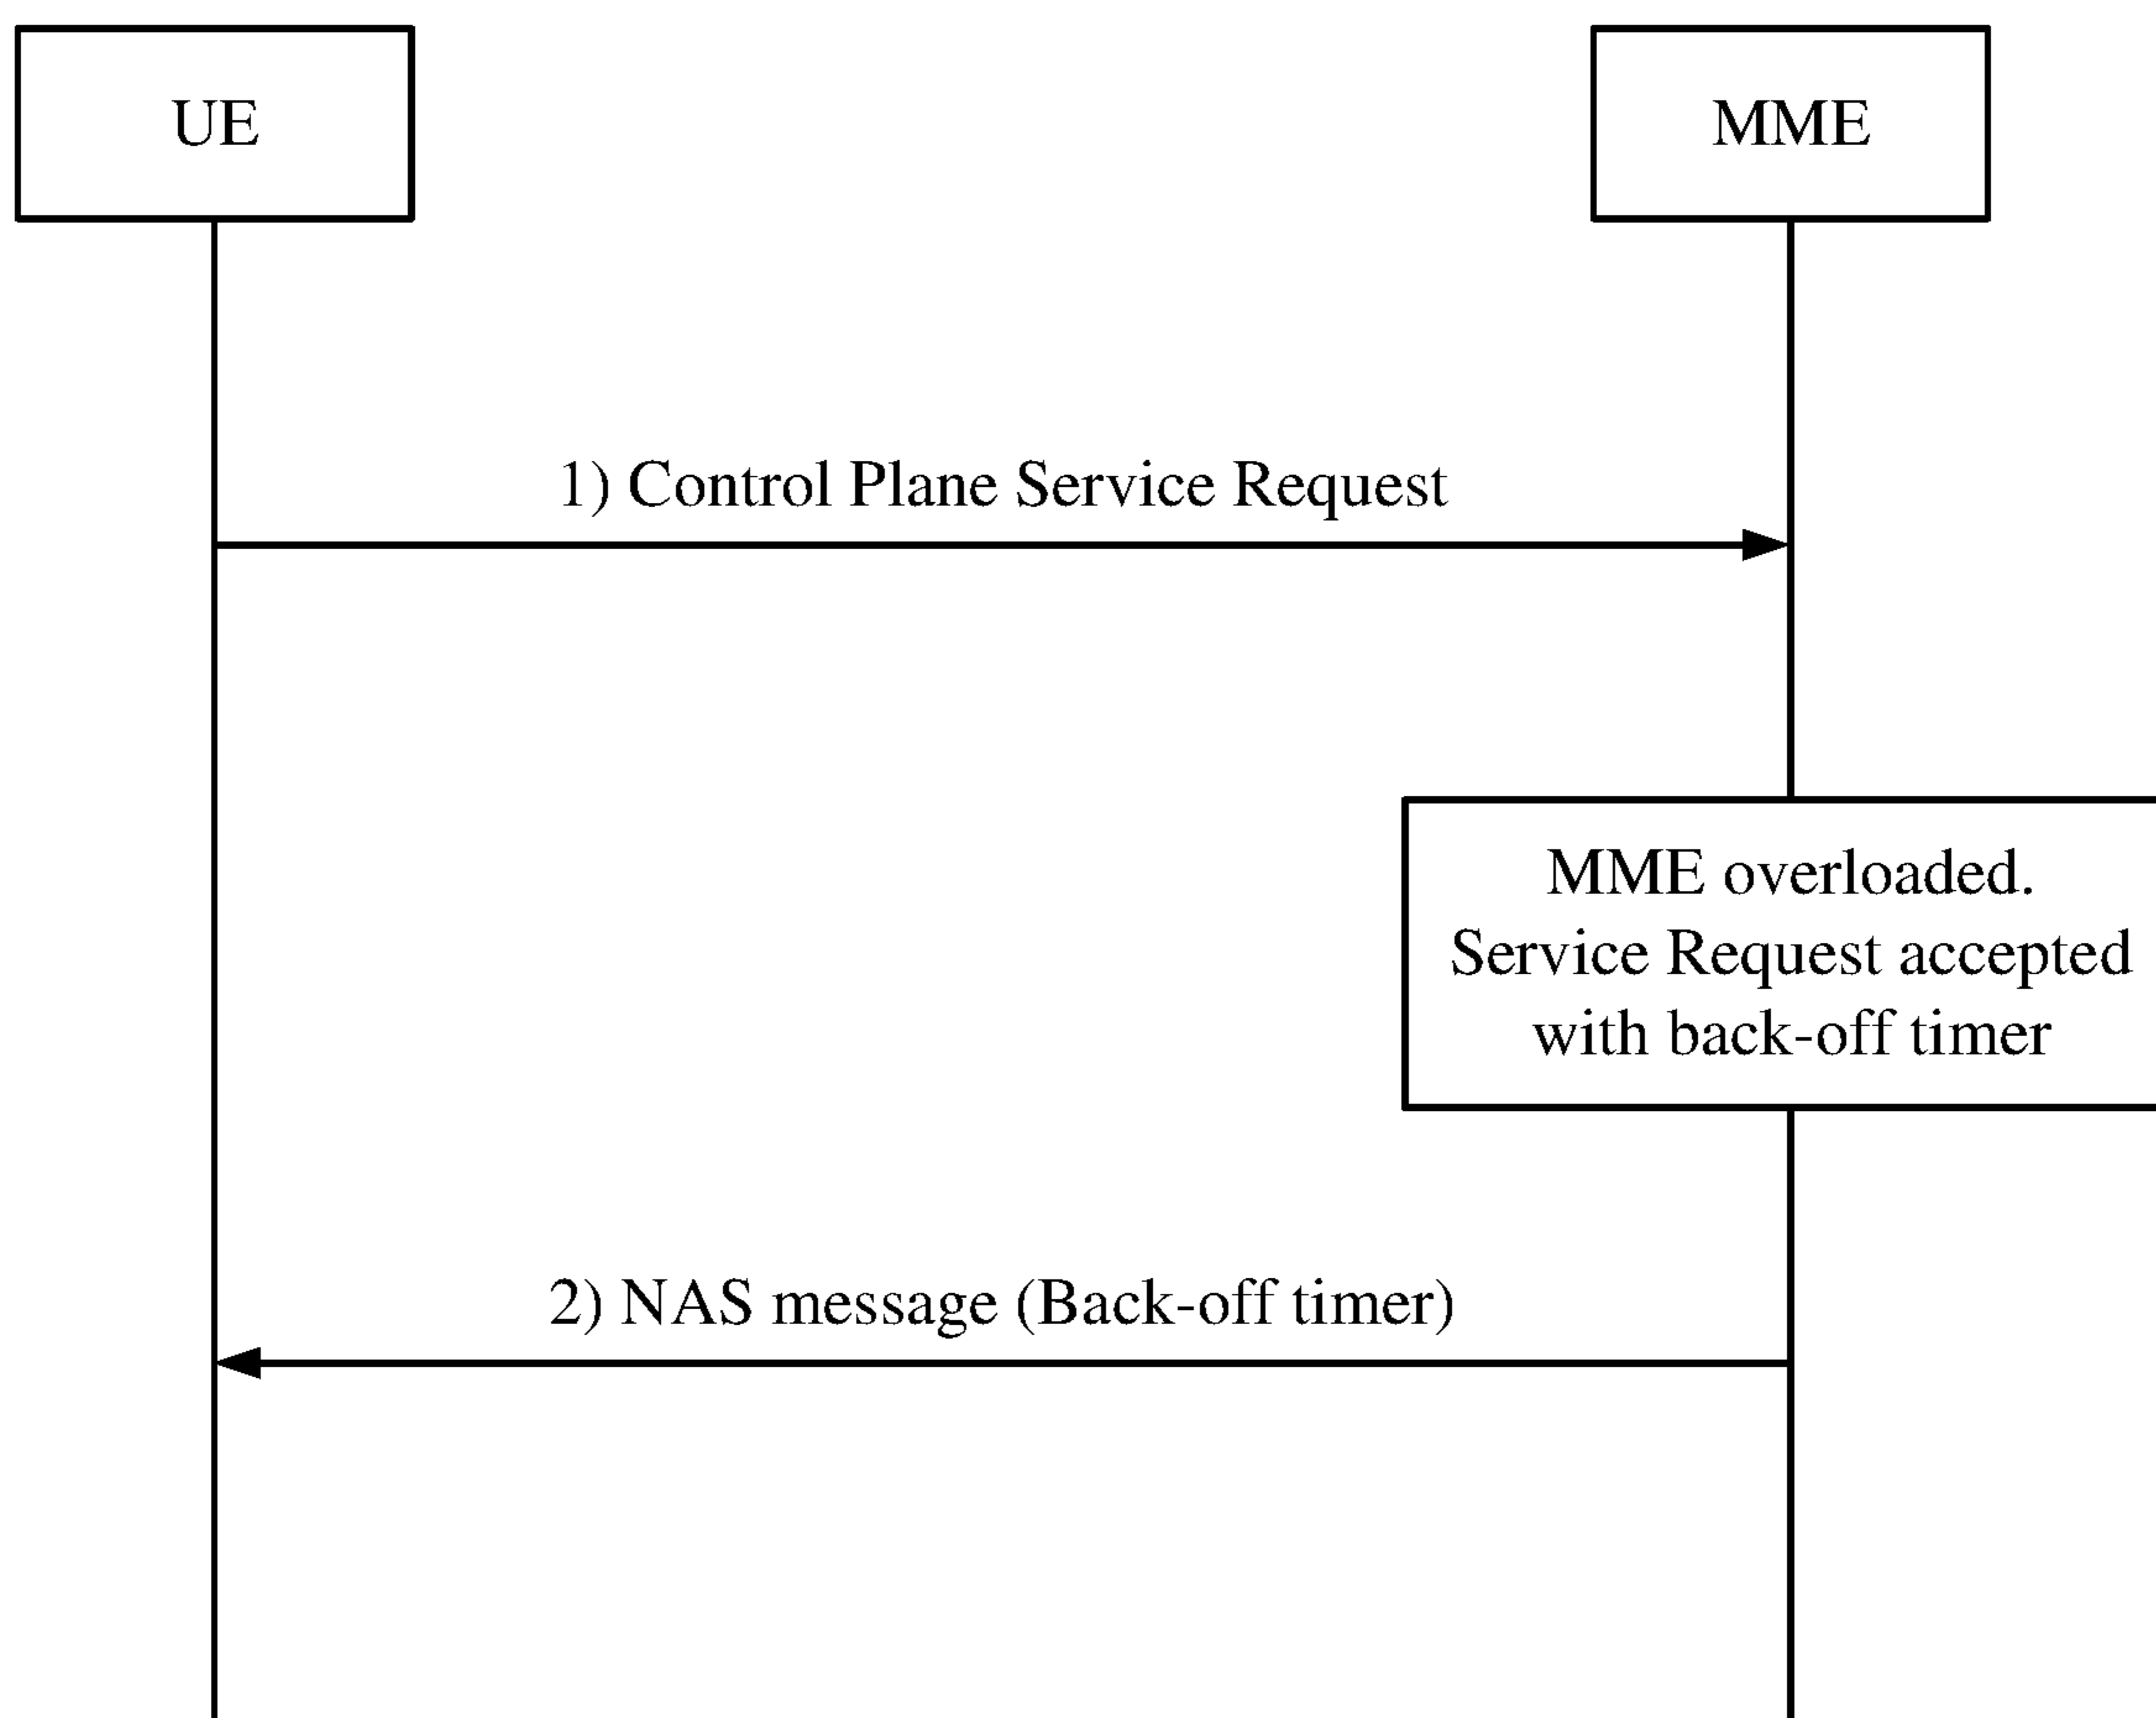 UE
MME
1) Control Plane Service Request
MME overloaded.
Service Request accepted
with back-off timer
2) NAS message (Back-off timer)